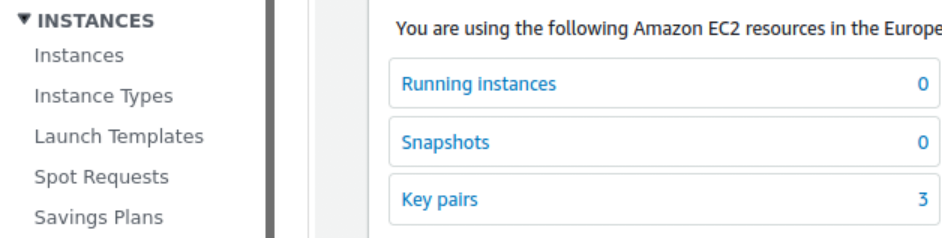 INSTANCES
Instances
Instance Types
Launch Templates
Spot Requests
Savings Plans
You are using the following Amazon EC2 resources in the Europe
Running instances 0
Snapshots 0
Key pairs 3